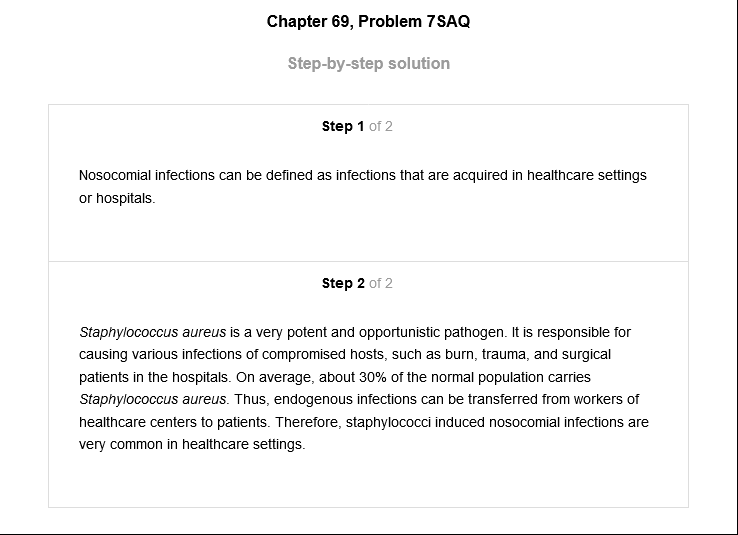 Chapter 69, Problem 7SAQ
Step-by-step solution
Step 1 of 2
Nosocomial infections can be defined as infections that are acquired in healthcare settings
or hospitals.
Step 2 of 2
Staphylococcus aureus is a very potent and opportunistic pathogen. It is responsible for
causing various infections of compromised hosts, such as burn, trauma, and surgical
patients in the hospitals. On average, about 30% of the normal population carries
Staphylococcus aureus. Thus, endogenous infections can be transferred from workers of
healthcare centers to patients. Therefore, staphylococci induced nosocomial infections are
very common in healthcare settings.